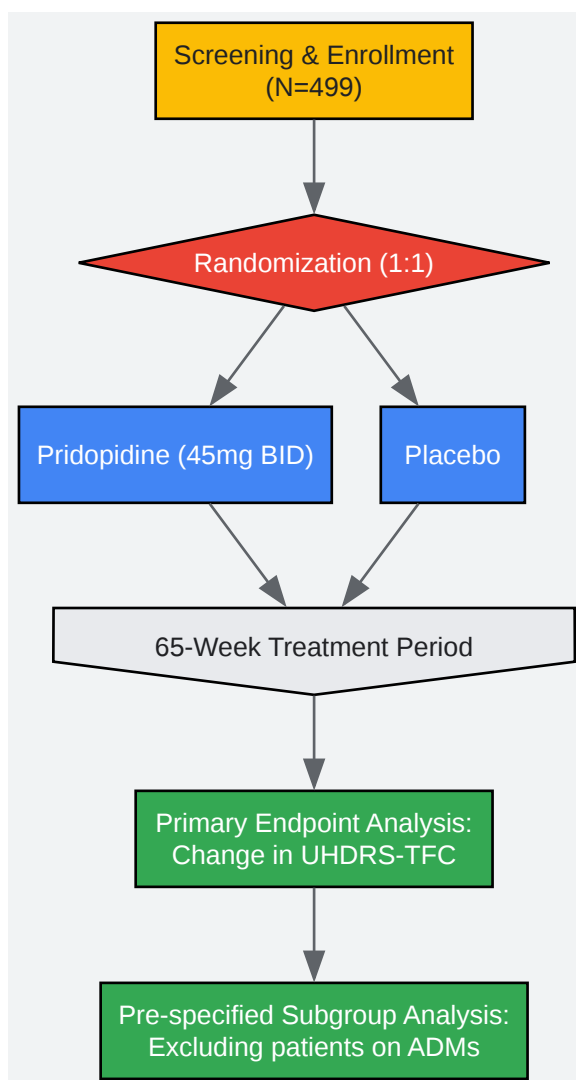 Screening & Enrollment
(N=499)
Randomization (1:1)
Pridopidine (45mg BID)
Placebo
65-Week Treatment Period
Primary Endpoint Analysis:
Change in UHDRS-TFC
Pre-specified Subgroup Analysis:
Excluding patients on ADMs